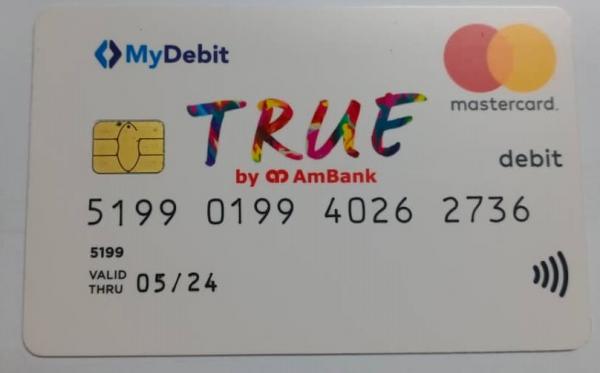 MyDebit
mastercard.
TRUE
debit
by AmBank
5199 0199 4026 2736
5199
VALID
THRU 05/24